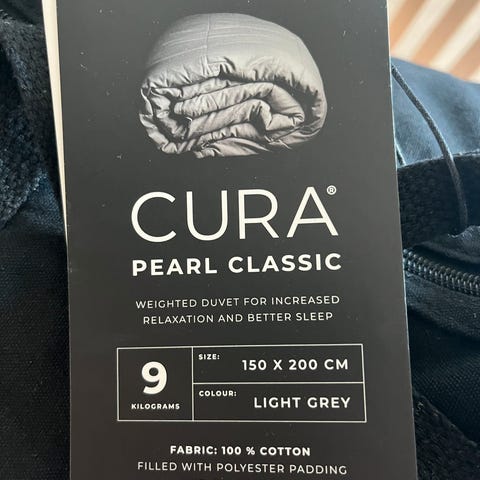 CURA®
PEARL CLASSIC
WEIGHTED DUVET FOR INCREASED
RELAXATION AND BETTER SLEEP
9
KILOGRAMS
SIZE:
150 X 200 CM
COLOUR:
LIGHT GREY
FABRIC: 100 % COTTON
FILLED WITH POLYESTER PADDING